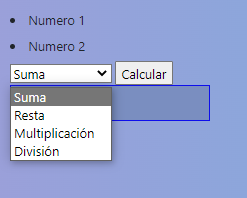 Numero 1
Numero 2
Suma Calcular
Suma
Resta
Multiplicación
División